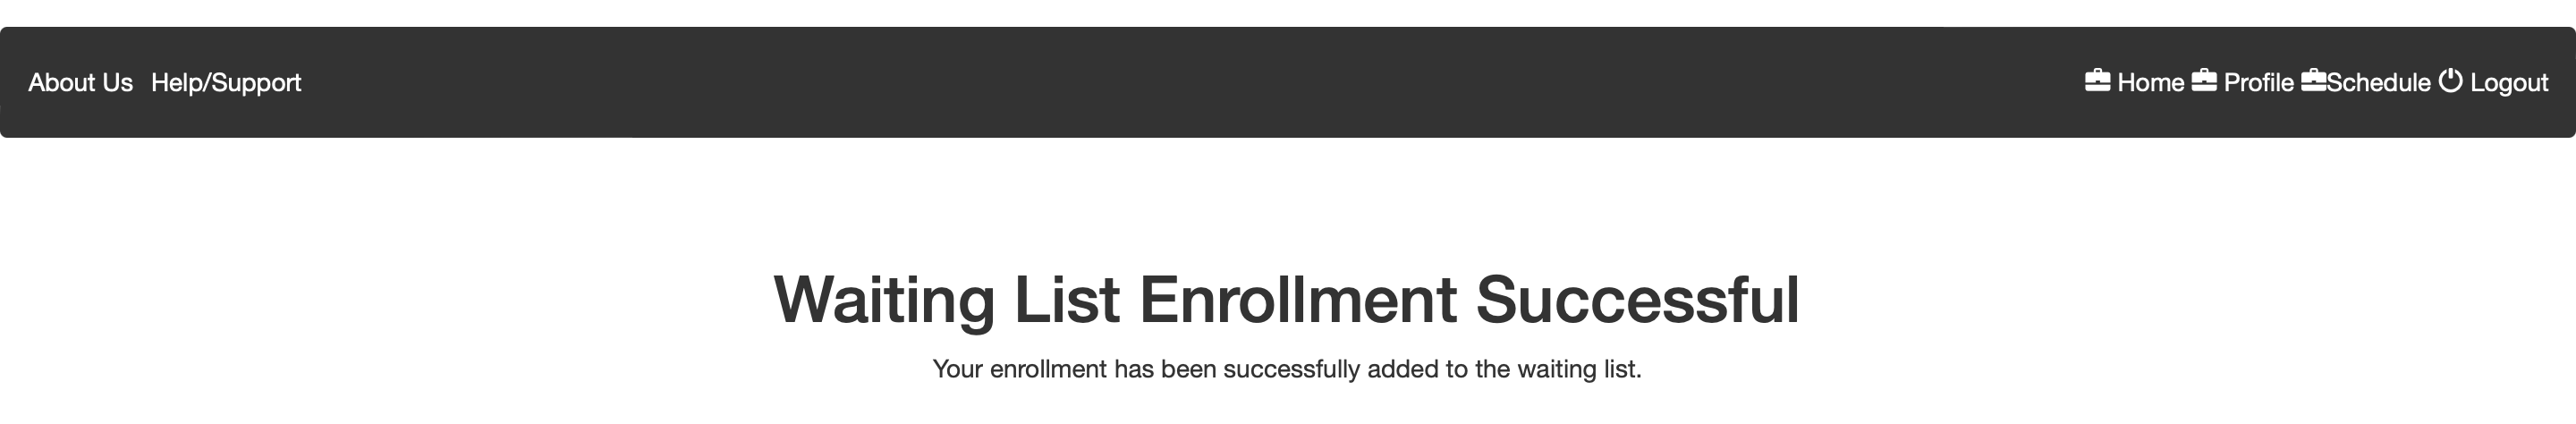 About Us Help/Support Home Profile Schedule Logout
Waiting List Enrollment Successful
Your enrollment has been successfully added to the waiting list.